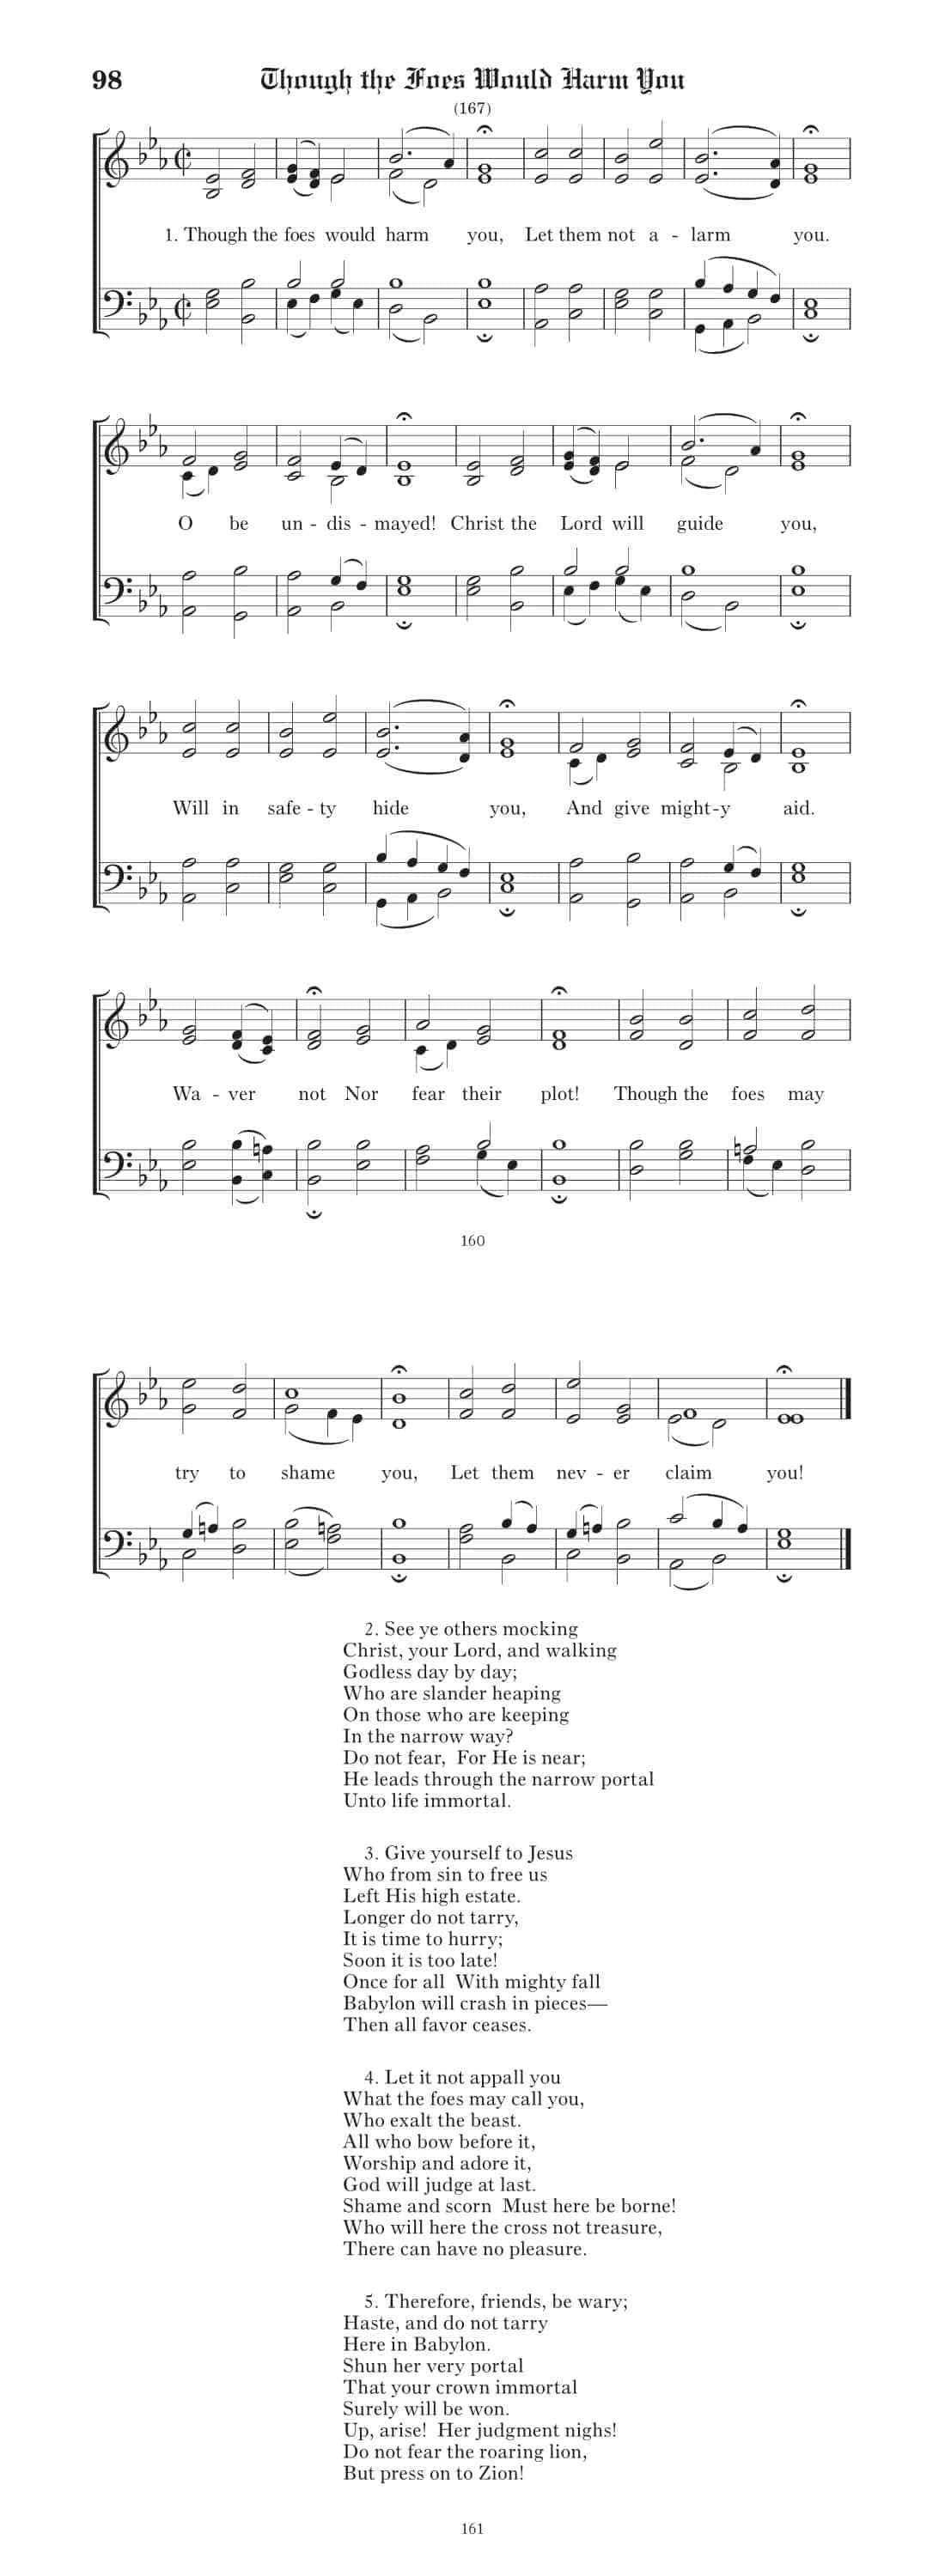 98 Though the Foes Would Harm You
(167)
1. Though the foes would harm you, Let them not a - larm you.
O be un - dis - mayed! Christ the Lord will guide you,
Will in safe - ty hide you, And give might-y aid.
Wa - ver not Nor fear their plot! Though the foes may
160
try to shame you, Let them nev - er claim you!
2. See ye others mocking
Christ, your Lord, and walking
Godless day by day;
Who are slander heaping
On those who are keeping
In the narrow way?
Do not fear, For He is near;
He leads through the narrow portal
Unto life immortal.
3. Give yourself to Jesus
Who from sin to free us
Left His high estate.
Longer do not tarry,
It is time to hurry;
Soon it is too late!
Once for all With mighty fall
Babylon will crash in pieces—
Then all favor ceases.
4. Let it not appall you
What the foes may call you,
Who exalt the beast.
All who bow before it,
Worship and adore it,
God will judge at last.
Shame and scorn Must here be borne!
Who will here the cross not treasure,
There can have no pleasure.
5. Therefore, friends, be wary;
Haste, and do not tarry
Here in Babylon.
Shun her very portal
That your crown immortal
Surely will be won.
Up, arise! Her judgment nighs!
Do not fear the roaring lion,
But press on to Zion!
161